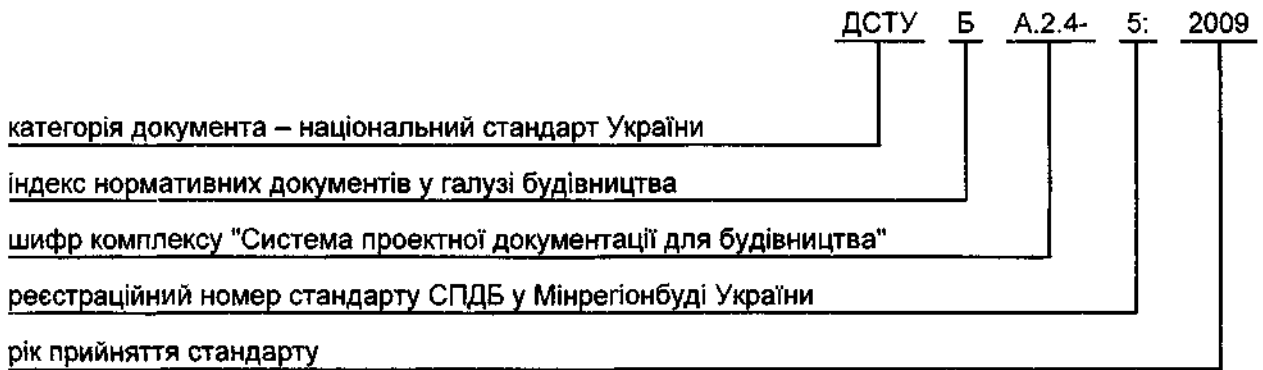 ДСТУ Б А.2.4- 5: 2009
категорія документа – національний стандарт України
індекс нормативних документів у галузі будівництва
шифр комплексу "Система проектної документації для будівництва"
реєстраційний номер стандарту СПДБ у Мінрегіонбуді України
рік прийняття стандарту